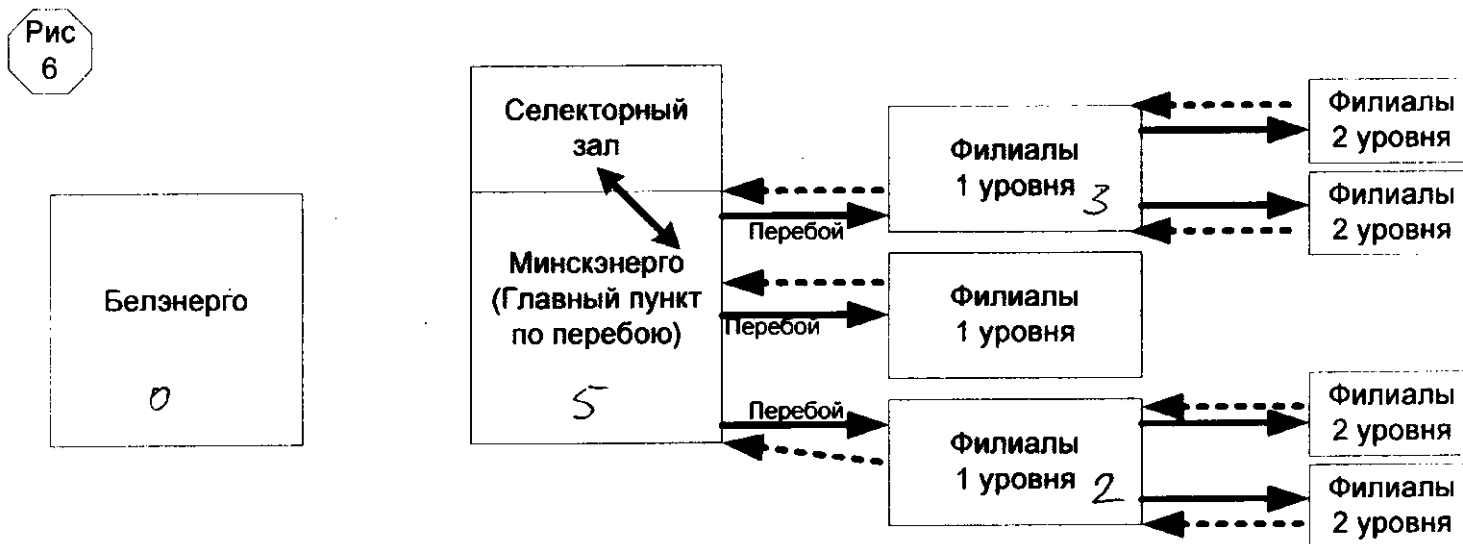 Рис
6
Белэнерго
0
Селекторный
зал
Минскэнерго
(Главный пункт
по перебою)
5
Перебой
Перебой
Перебой
Филиалы
1 уровня 3
Филиалы
1 уровня
Филиалы
1 уровня 2
Филиалы
2 уровня
Филиалы
2 уровня
Филиалы
2 уровня
Филиалы
2 уровня